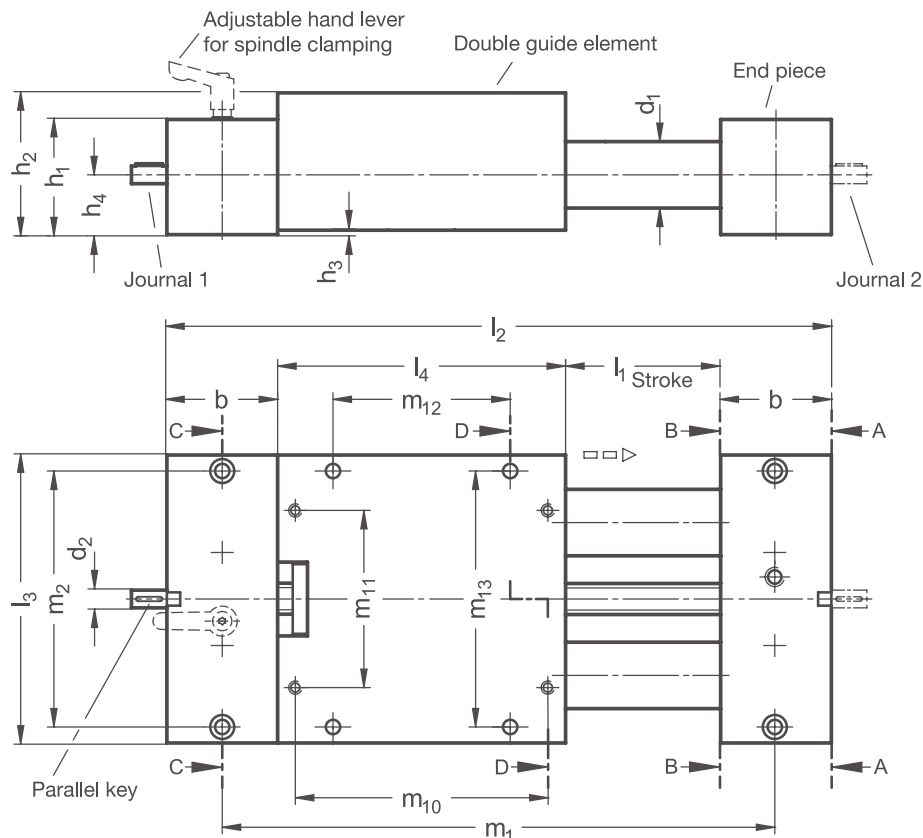 Adjustable hand lever
for spindle clamping
Double guide element
End piece
d₁
h₂
h₁
h₄
h₃
Journal 1
Journal 2
l₂
l₄
l₁ Stroke
b
m₁₂
b
C
D
B
A
d₂
l₃
m₂
m₁₁
m₁₃
C
D
B
A
Parallel key
m₁₀
m₁